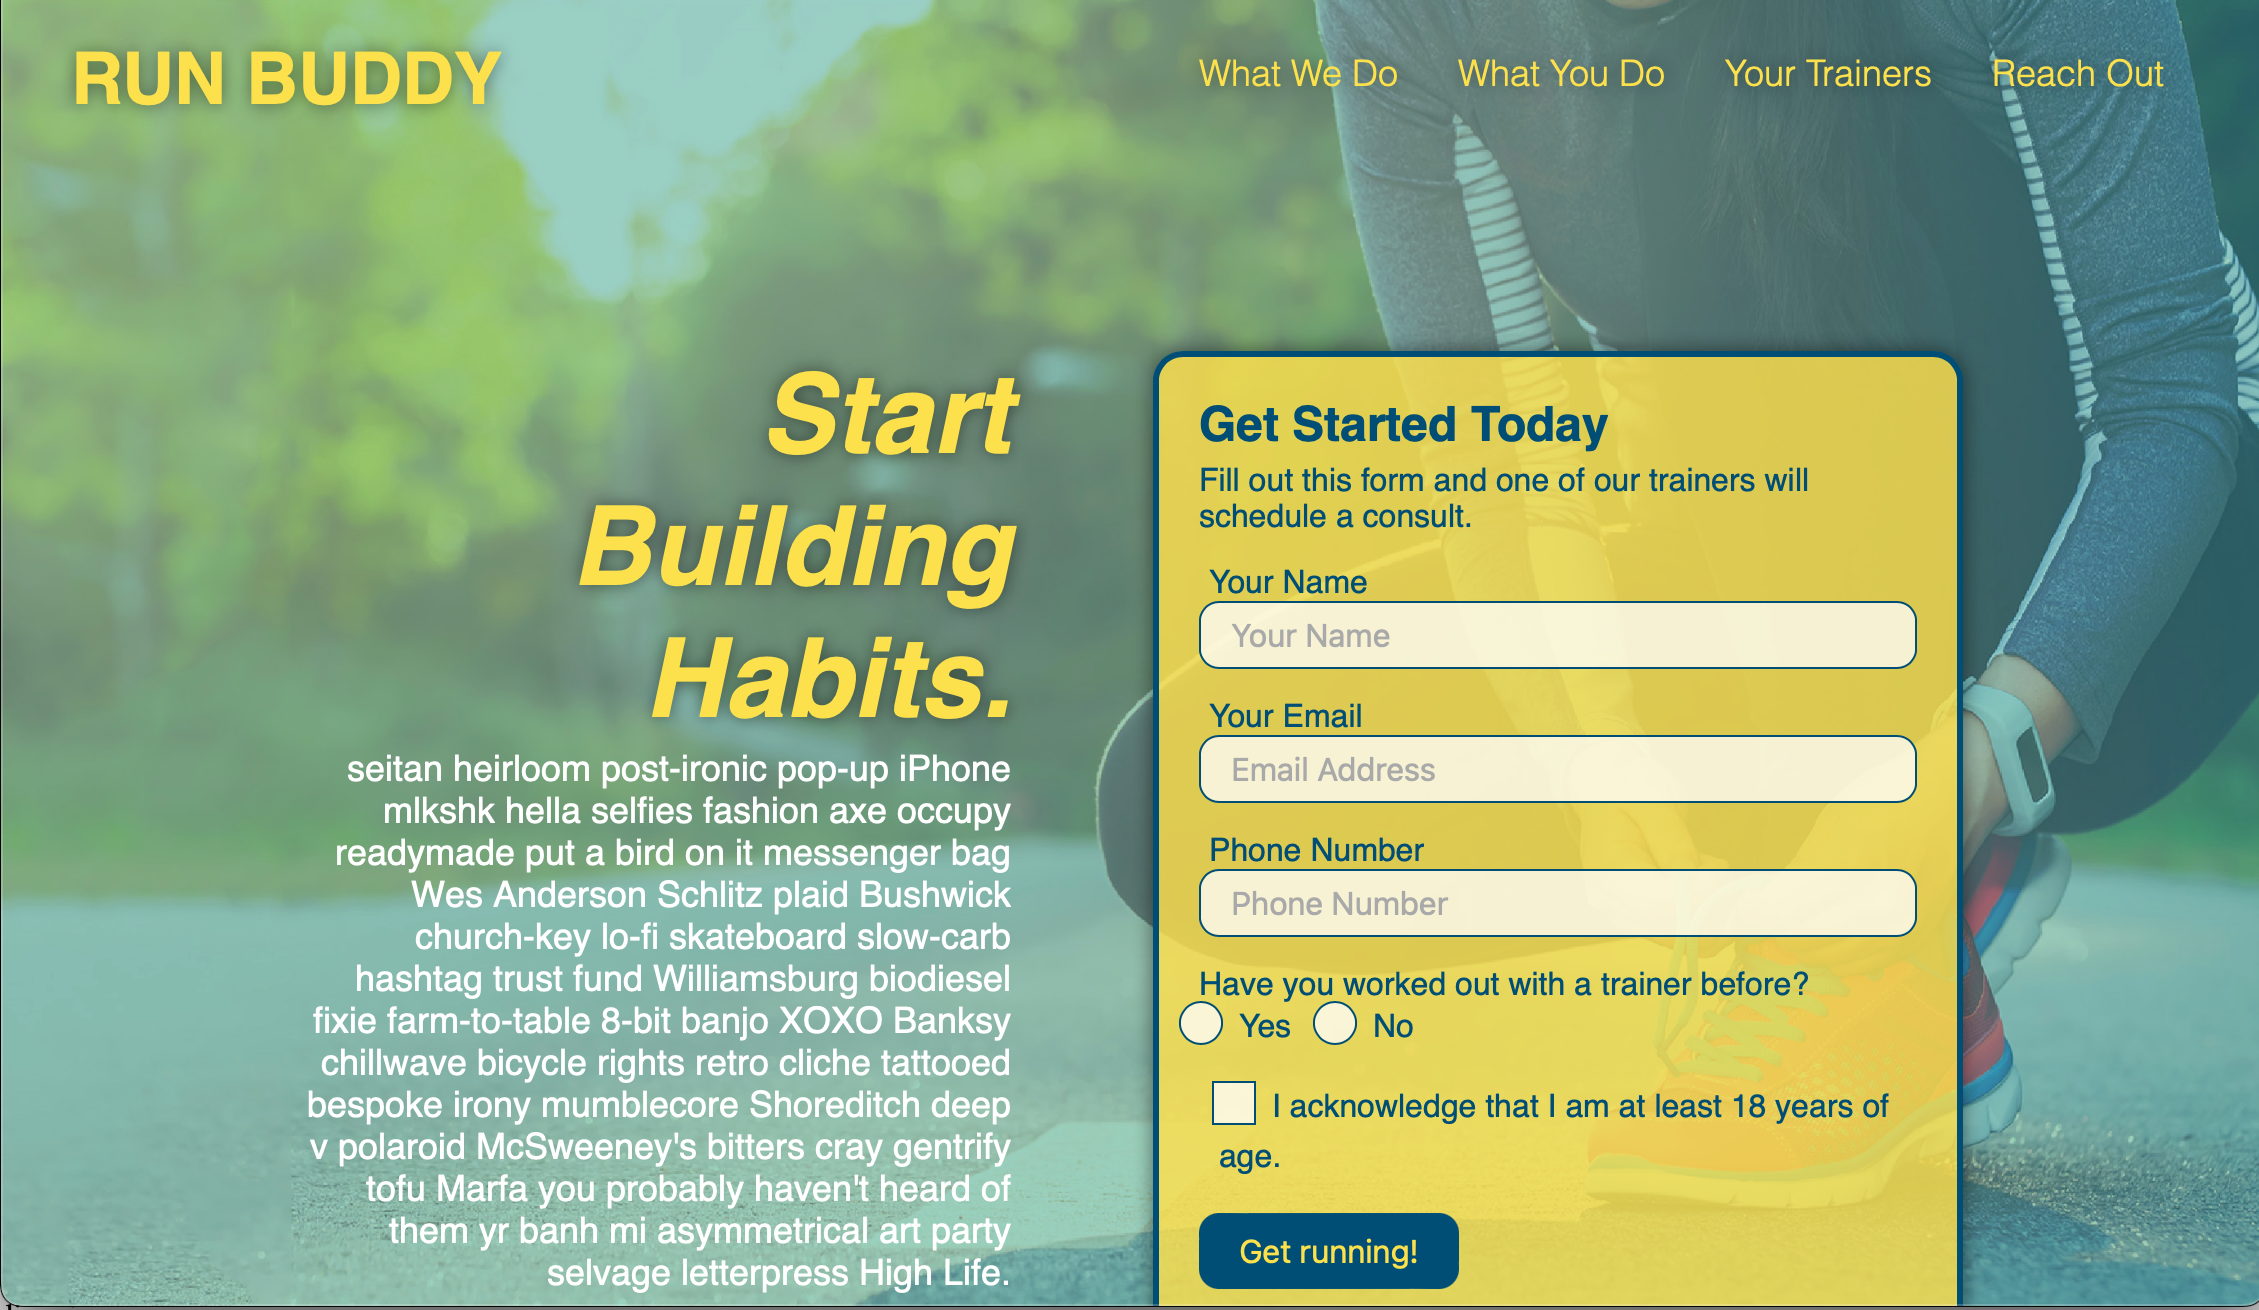 RUN BUDDY
What We Do
What You Do
Your Trainers
Reach Out
Start
Building
Habits.
seitan heirloom post-ironic pop-up iPhone
mlkshk hella selfies fashion axe occupy
readymade put a bird on it messenger bag
Wes Anderson Schlitz plaid Bushwick
church-key lo-fi skateboard slow-carb
hashtag trust fund Williamsburg biodiesel
fixie farm-to-table 8-bit banjo XOXO Banksy
chillwave bicycle rights retro cliche tattooed
bespoke irony mumblecore Shoreditch deep
v polaroid McSweeney's bitters cray gentrify
tofu Marfa you probably haven't heard of
them yr banh mi asymmetrical art party
selvage letterpress High Life.
Get Started Today
Fill out this form and one of our trainers will
schedule a consult.
Your Name
Your Name
Your Email
Email Address
Phone Number
Phone Number
Have you worked out with a trainer before?
Yes
No
I acknowledge that I am at least 18 years of
age.
Get running!